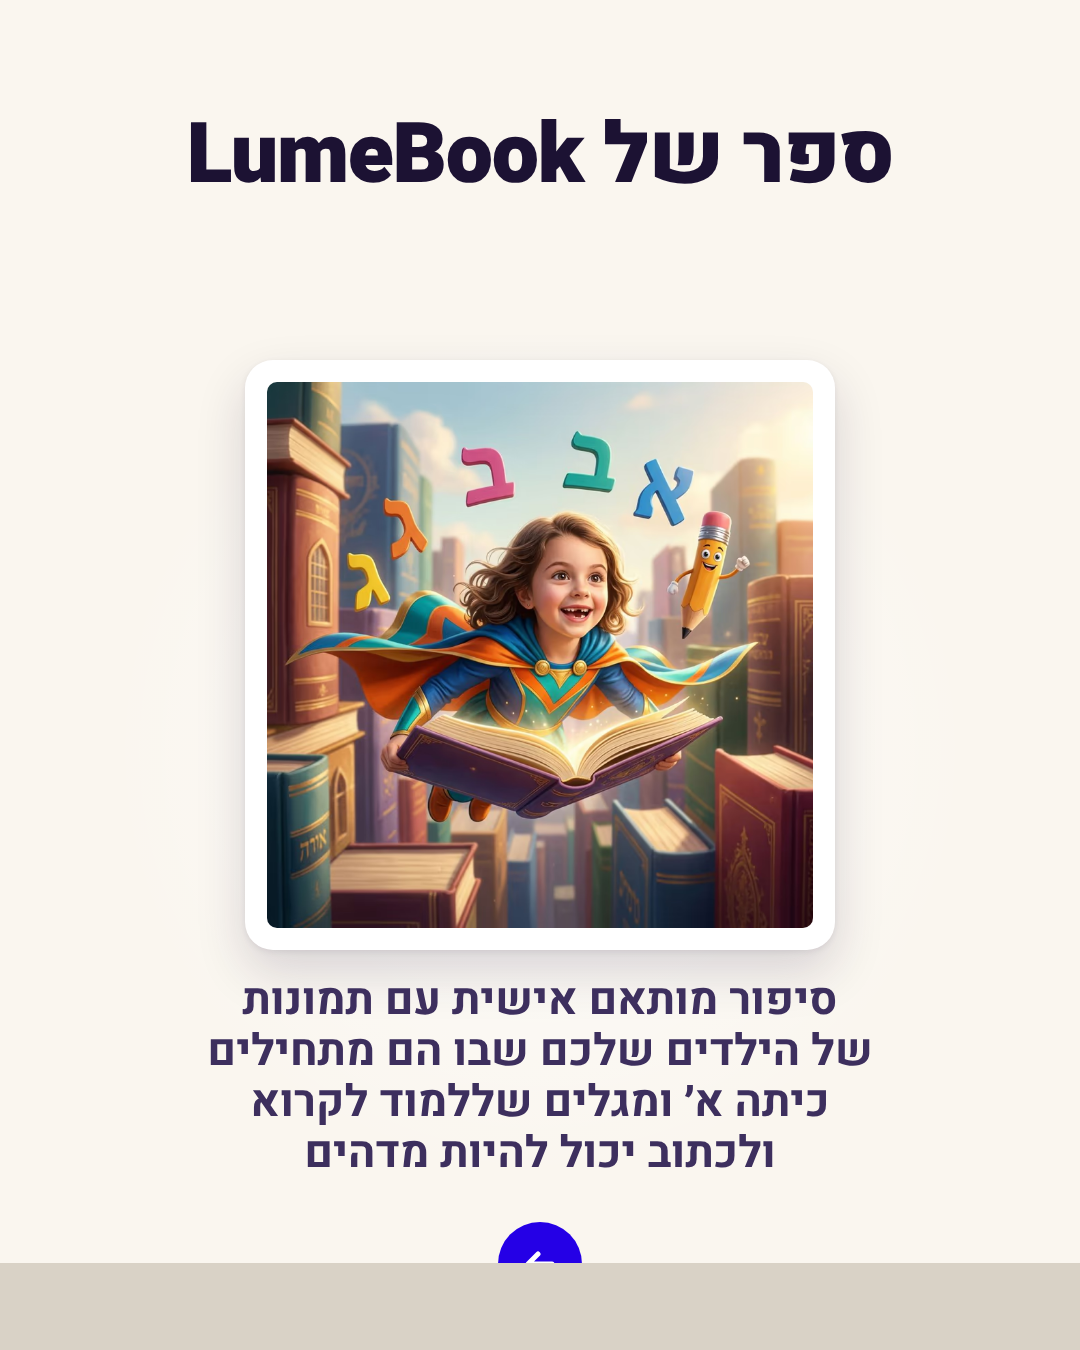 ספר של LumeBook
ב
ב
א
ג
ג
אורה
סיפור מותאם אישית עם תמונות
של הילדים שלכם שבו הם מתחילים
כיתה א׳ ומגלים שללמוד לקרוא
ולכתוב יכול להיות מדהים